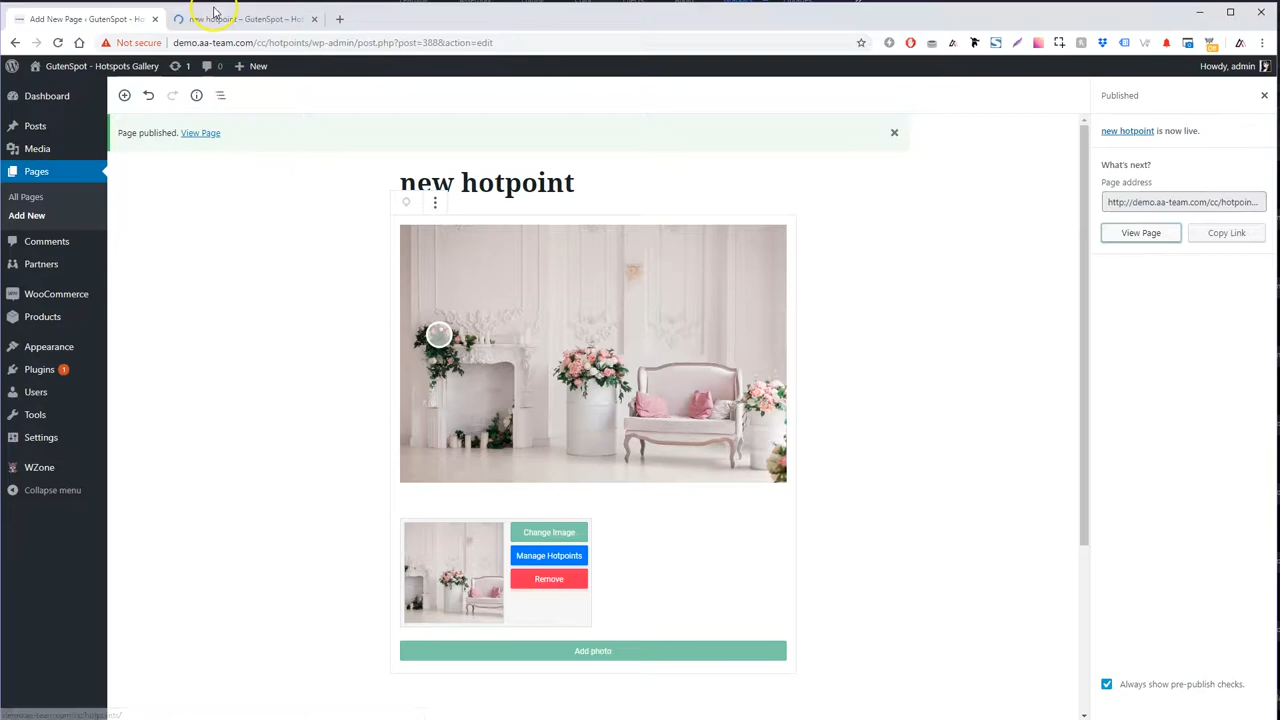 Add New Page ‹ GutenSpot - Hot
new hotpoint – GutenSpot – Hot
Not secure
demo.aa-team.com/cc/hotpoints/wp-admin/post.php?post=388&action=edit
GutenSpot - Hotspots Gallery
1
0
New
Howdy, admin
Dashboard
Posts
Media
Pages
All Pages
Add New
Comments
Partners
WooCommerce
Products
Appearance
Plugins 1
Users
Tools
Settings
WZone
Collapse menu
Page published. View Page
new hotpoint
Change Image
Manage Hotpoints
Remove
Add photo
Published
new hotpoint is now live.
What's next?
Page address
http://demo.aa-team.com/cc/hotpoin...
View Page
Copy Link
Always show pre-publish checks.